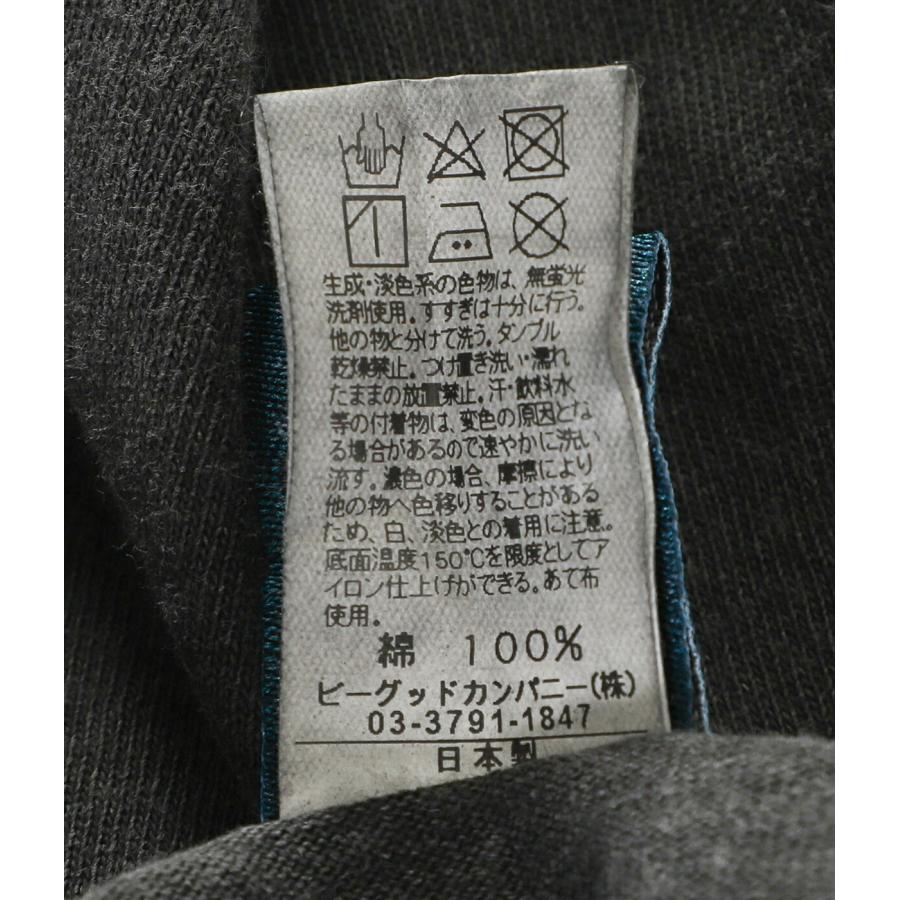 生成・淡色系の色物は、無蛍光
洗剤使用。すすぎは十分に行う。
他の物と分けて洗う。タンブル
乾燥禁止。つけ置き洗い・濡れ
たままの放置禁止。汗・飲料水
等の付着物は、変色の原因とな
る場合があるので速やかに洗い
流す。濃色の場合、摩擦により
他の物へ色移りすることがある
ため、白、淡色との着用に注意。
底面温度150℃を限度としてア
イロン仕上げができる。あて布
使用。
綿 100%
ビーグッドカンパニー(株)
03-3791-1847
日本製